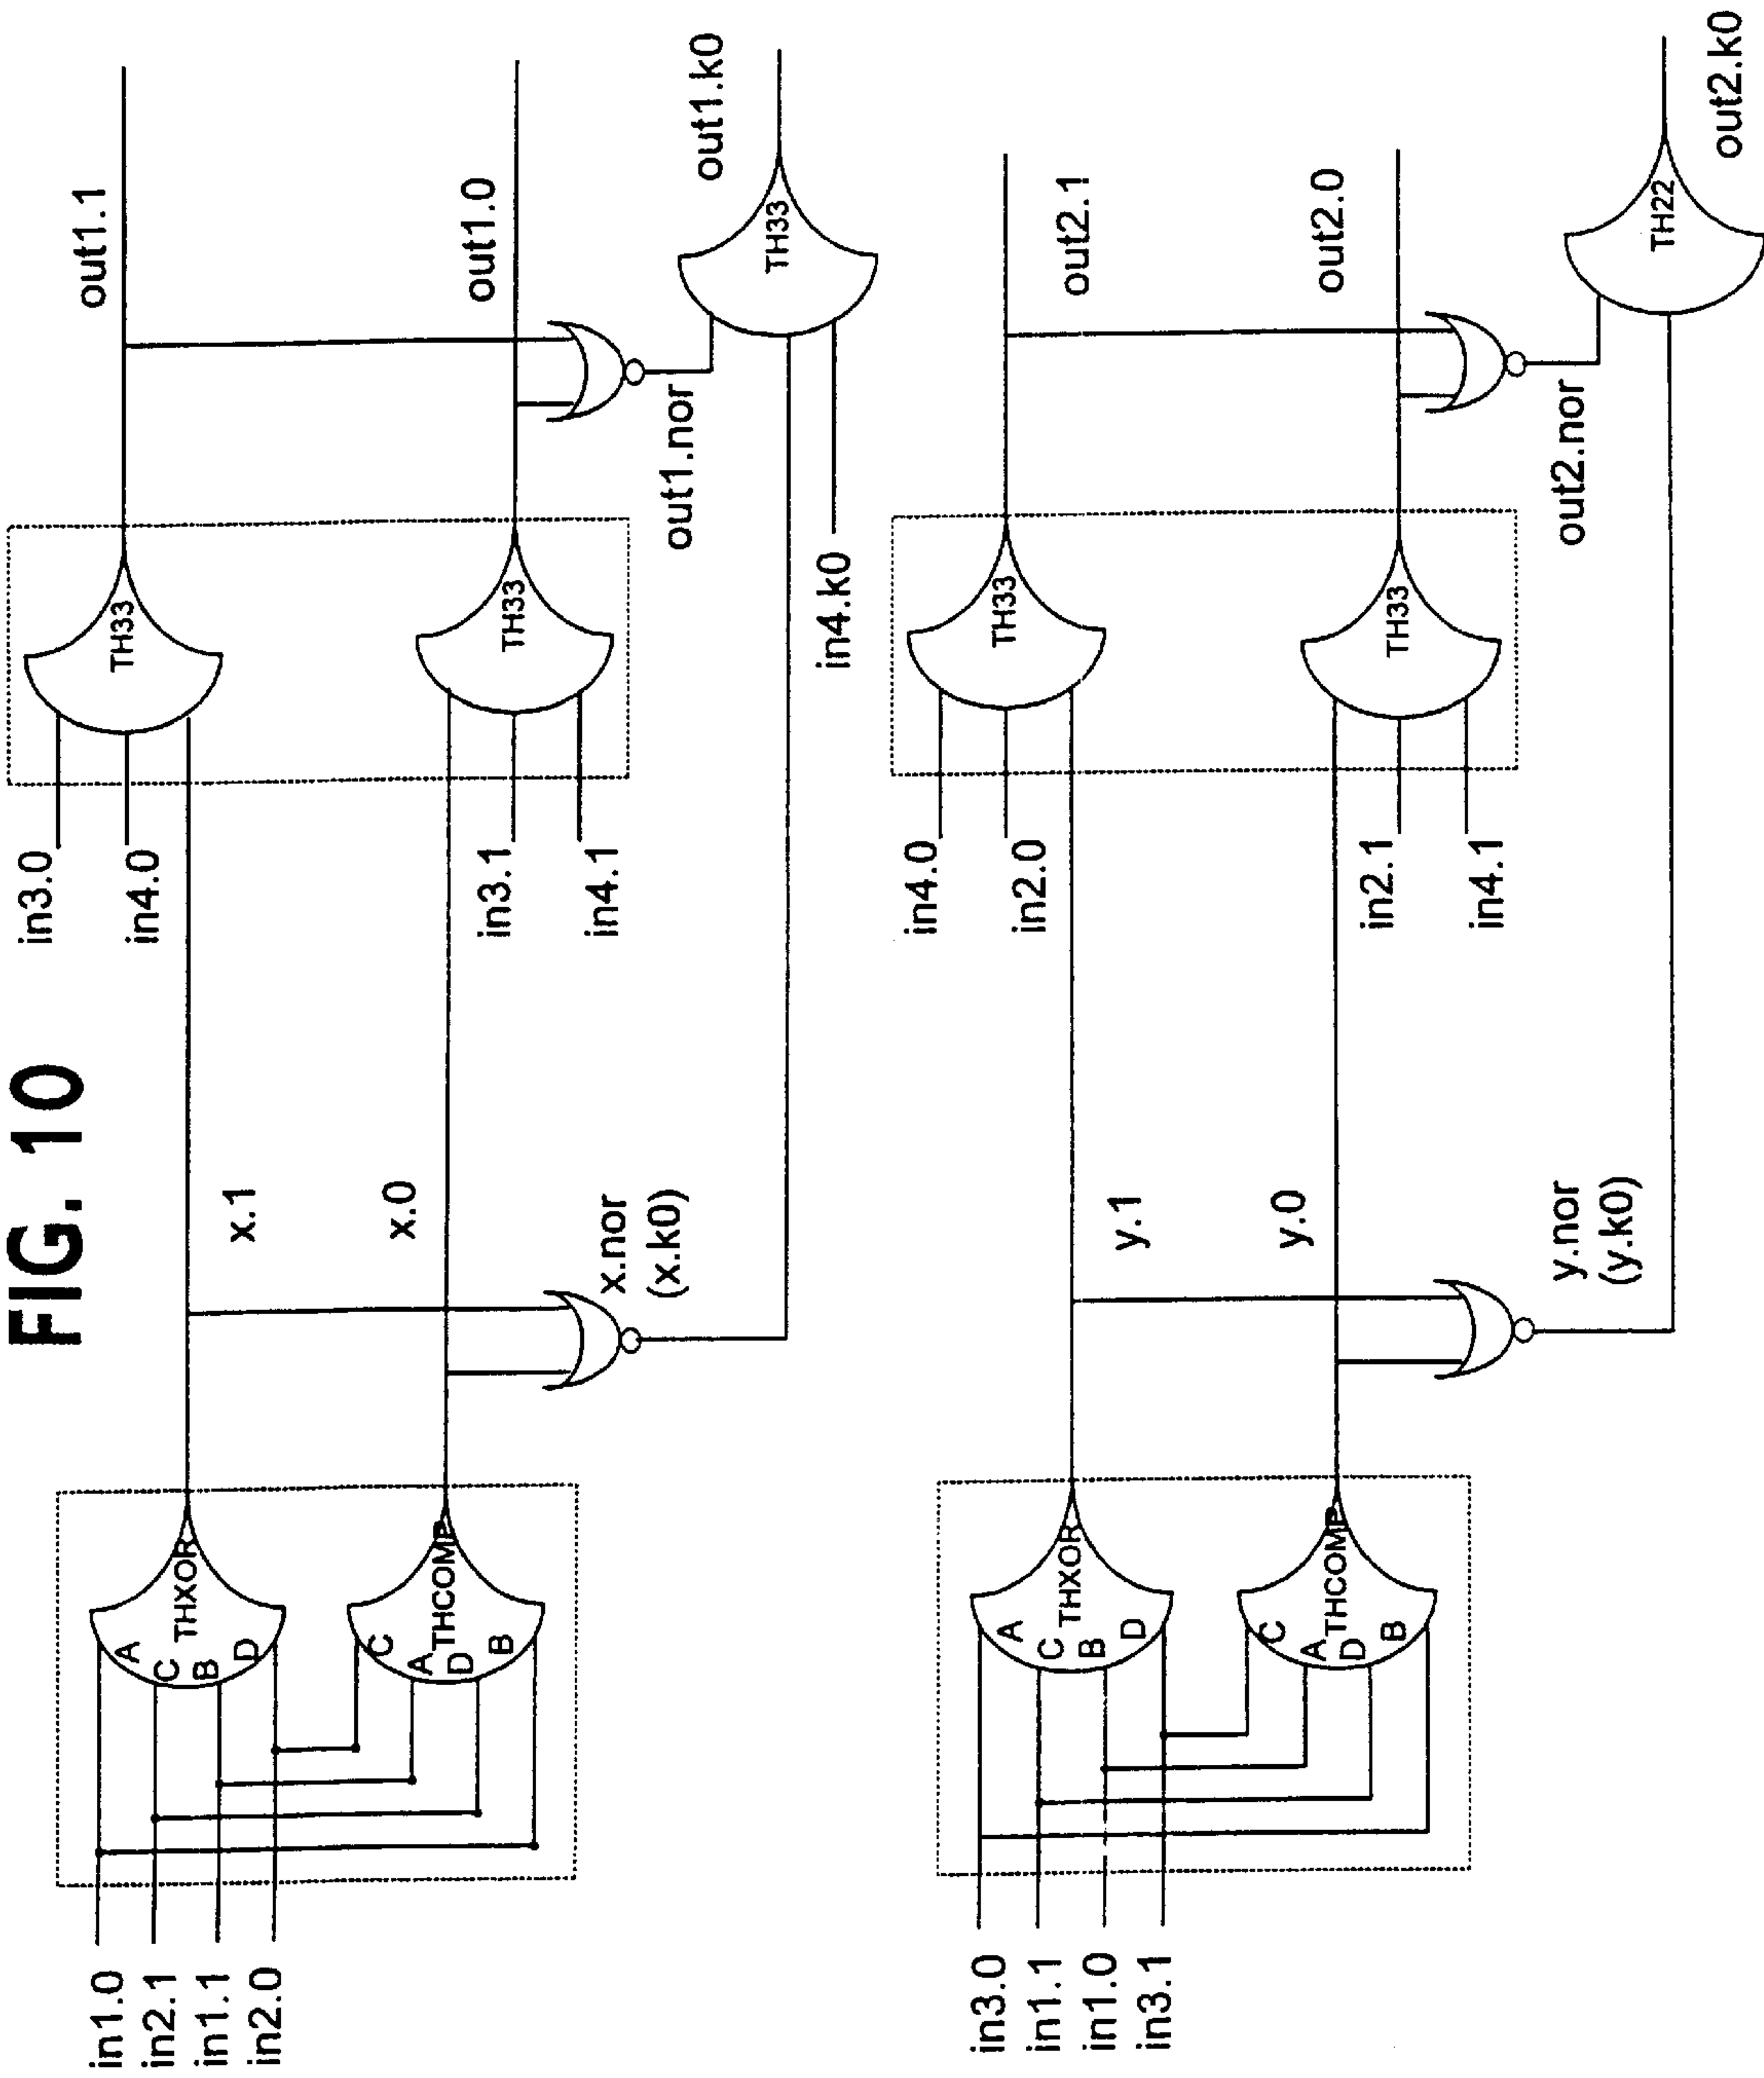 FIG. 10
in1.0
in2.1
in1.1
in2.0
A
C
B
D
THXOR
C
A
D
B
THCOMP
x.1
x.0
x.nor
(x.k0)
in3.0
in4.0
TH33
in3.1
in4.1
TH33
out1.1
out1.0
out1.nor
in4.k0
TH33
out1.k0
in3.0
in1.1
in1.0
in3.1
A
C
B
D
THXOR
C
A
D
B
THCOMP
y.1
y.0
y.nor
(y.k0)
in4.0
in2.0
TH33
in2.1
in4.1
TH33
out2.1
out2.0
out2.nor
TH22
out2.k0